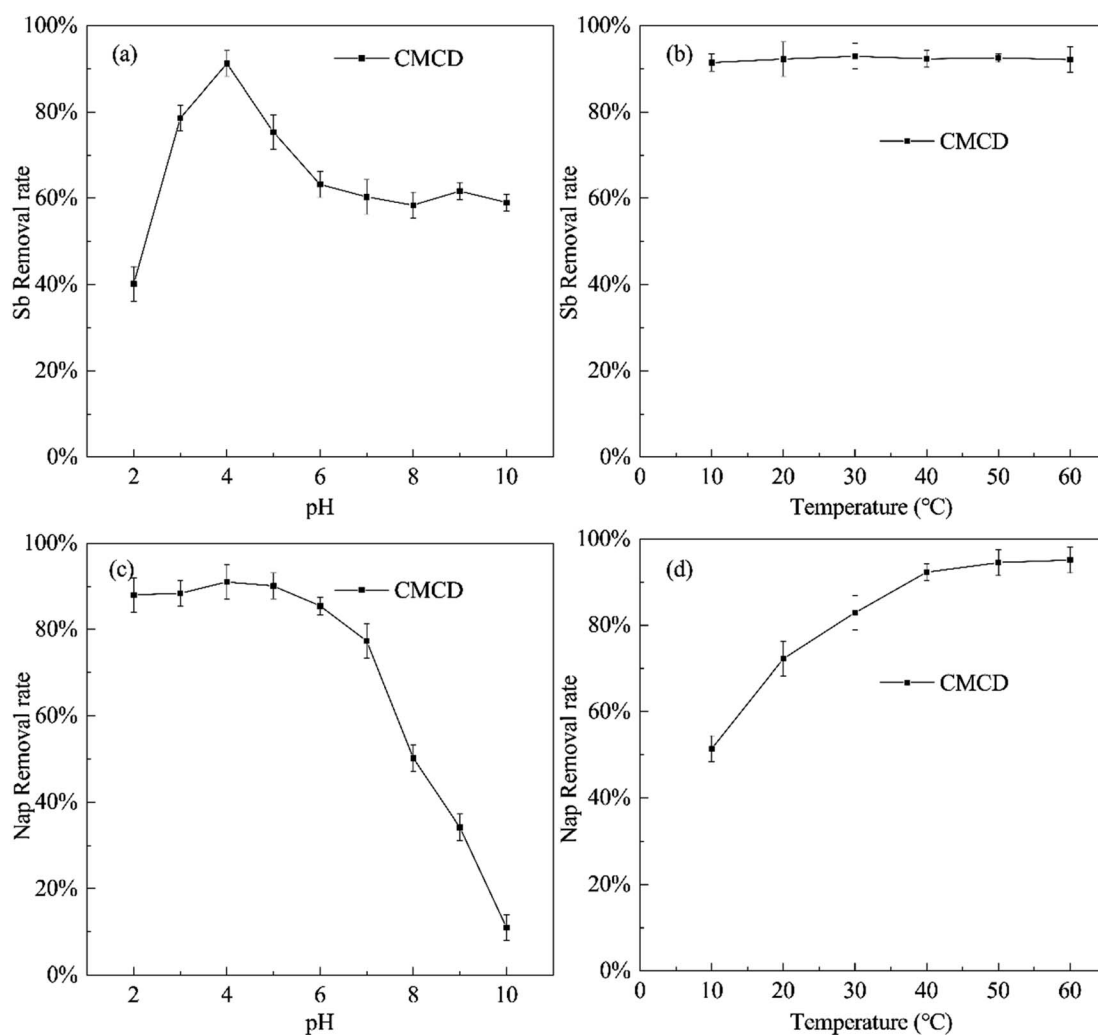 (a)
CMCD
100%
80%
60%
40%
20%
0%
Sb Removal rate
2 4 6 8 10
pH
(b)
CMCD
100%
80%
60%
40%
20%
0%
Sb Removal rate
0 10 20 30 40 50 60
Temperature (°C)
(c)
CMCD
100%
80%
60%
40%
20%
0%
Nap Removal rate
2 4 6 8 10
pH
(d)
CMCD
100%
80%
60%
40%
20%
0%
Nap Removal rate
0 10 20 30 40 50 60
Temperature (°C)